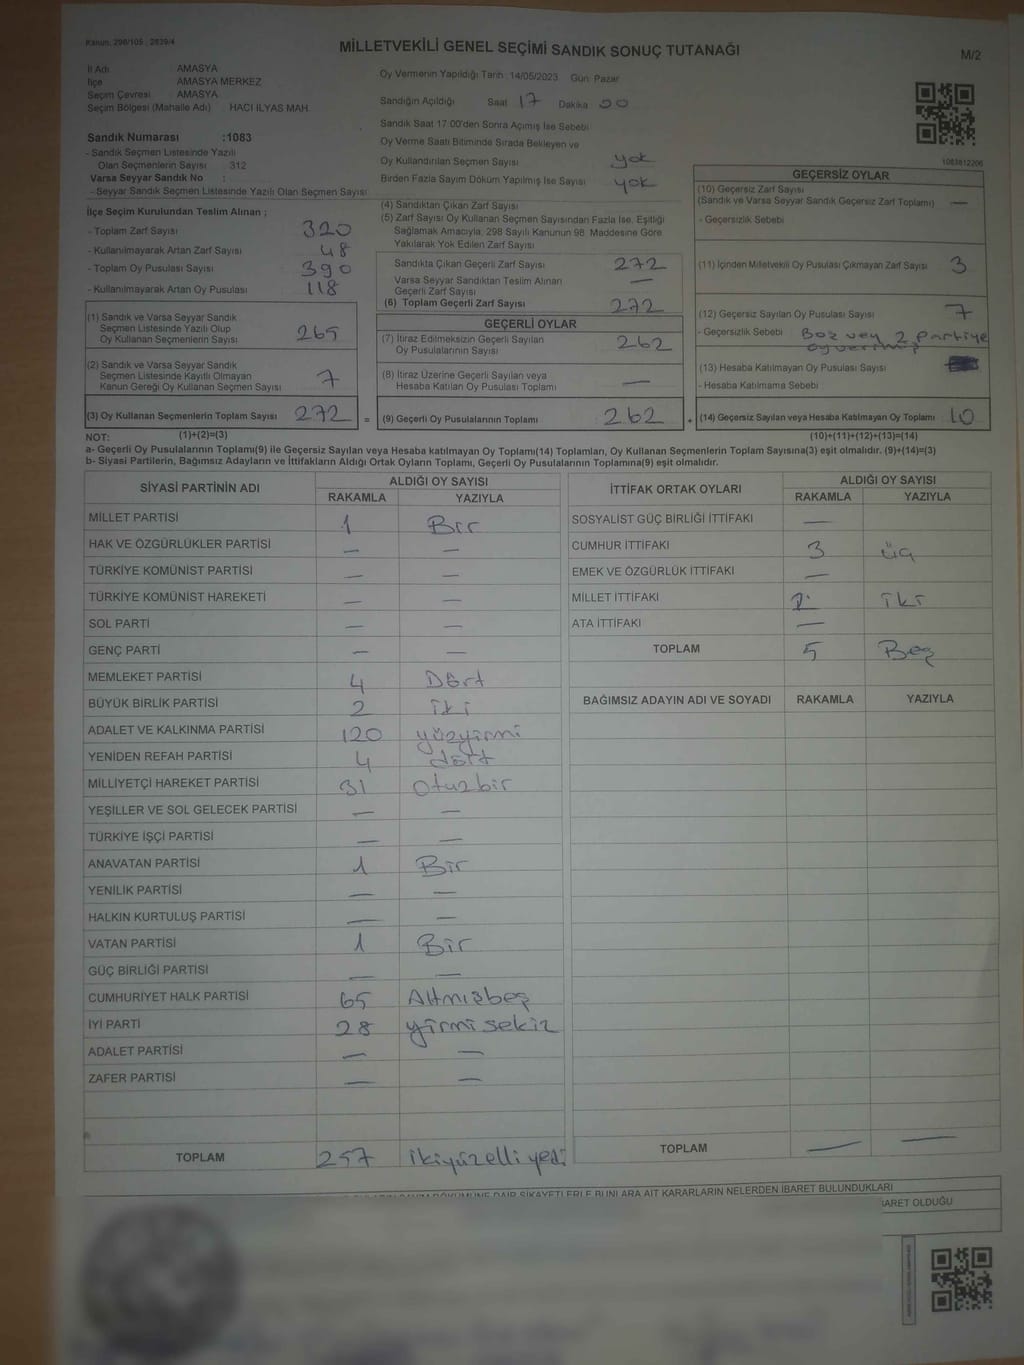 Kanun: 298/105 ; 2839/4
MİLLETVEKİLİ GENEL SEÇİMİ SANDIK SONUÇ TUTANAĞI
M/2
İl Adı : AMASYA
İlçe : AMASYA MERKEZ
Seçim Çevresi : AMASYA
Seçim Bölgesi (Mahalle Adı) : HACI İLYAS MAH.
Sandık Numarası :1083
- Sandık Seçmen Listesinde Yazılı
Olan Seçmenlerin Sayısı : 312
Varsa Seyyar Sandık No :
- Seyyar Sandık Seçmen Listesinde Yazılı Olan Seçmen Sayısı:
İlçe Seçim Kurulundan Teslim Alınan ;
- Toplam Zarf Sayısı 320
- Kullanılmayarak Artan Zarf Sayısı 48
- Toplam Oy Pusulası Sayısı 390
- Kullanılmayarak Artan Oy Pusulası 118
(1) Sandık ve Varsa Seyyar Sandık
Seçmen Listesinde Yazılı Olup
Oy Kullanan Seçmenlerin Sayısı 265
(2) Sandık ve Varsa Seyyar Sandık
Seçmen Listesinde Kayıtlı Olmayan
Kanun Gereği Oy Kullanan Seçmen Sayısı 7
(3) Oy Kullanan Seçmenlerin Toplam Sayısı 272
(1)+(2)=(3)
Oy Vermenin Yapıldığı Tarih : 14/05/2023 Gün: Pazar
Sandığın Açıldığı Saat 17 Dakika 00
Sandık Saat 17:00'den Sonra Açılmış İse Sebebi
Oy Verme Saati Bitiminde Sırada Bekleyen ve
Oy Kullandırılan Seçmen Sayısı yok
Birden Fazla Sayım Döküm Yapılmış İse Sayısı yok
(4) Sandıktan Çıkan Zarf Sayısı
(5) Zarf Sayısı Oy Kullanan Seçmen Sayısından Fazla İse, Eşitliği
Sağlamak Amacıyla, 298 Sayılı Kanunun 98. Maddesine Göre
Yakılarak Yok Edilen Zarf Sayısı
Sandıkta Çıkan Geçerli Zarf Sayısı 272
Varsa Seyyar Sandıktan Teslim Alınan
Geçerli Zarf Sayısı —
(6) Toplam Geçerli Zarf Sayısı 272
GEÇERLİ OYLAR
(7) İtiraz Edilmeksizin Geçerli Sayılan
Oy Pusulalarının Sayısı 262
(8) İtiraz Üzerine Geçerli Sayılan veya
Hesaba Katılan Oy Pusulası Toplamı —
= (9) Geçerli Oy Pusulalarının Toplamı 262
1083812206
GEÇERSİZ OYLAR
(10) Geçersiz Zarf Sayısı
(Sandık ve Varsa Seyyar Sandık Geçersiz Zarf Toplamı) —
- Geçersizlik Sebebi
(11) İçinden Milletvekili Oy Pusulası Çıkmayan Zarf Sayısı 3
(12) Geçersiz Sayılan Oy Pusulası Sayısı 7
- Geçersizlik Sebebi Boz vey 2 Partiye
oyverilmiş
(13) Hesaba Katılmayan Oy Pusulası Sayısı
- Hesaba Katılmama Sebebi
+ (14) Geçersiz Sayılan veya Hesaba Katılmayan Oy Toplamı 10
(10)+(11)+(12)+(13)=(14)
NOT:
a- Geçerli Oy Pusulalarının Toplamı(9) ile Geçersiz Sayılan veya Hesaba katılmayan Oy Toplamı(14) Toplamları, Oy Kullanan Seçmenlerin Toplam Sayısına(3) eşit olmalıdır. (9)+(14)=(3)
b- Siyasi Partilerin, Bağımsız Adayların ve İttifakların Aldığı Ortak Oyların Toplamı, Geçerli Oy Pusulalarının Toplamına(9) eşit olmalıdır.
SİYASİ PARTİNİN ADI ALDIĞI OY SAYISI
RAKAMLA YAZIYLA
MİLLET PARTİSİ 1 Bir
HAK VE ÖZGÜRLÜKLER PARTİSİ — —
TÜRKİYE KOMÜNİST PARTİSİ — —
TÜRKİYE KOMÜNİST HAREKETİ — —
SOL PARTİ — —
GENÇ PARTİ — —
MEMLEKET PARTİSİ 4 Dört
BÜYÜK BİRLİK PARTİSİ 2 iki
ADALET VE KALKINMA PARTİSİ 120 yüzyirmi
YENİDEN REFAH PARTİSİ 4 dört
MİLLİYETÇİ HAREKET PARTİSİ 31 Otuzbir
YEŞİLLER VE SOL GELECEK PARTİSİ — —
TÜRKİYE İŞÇİ PARTİSİ — —
ANAVATAN PARTİSİ 1 Bir
YENİLİK PARTİSİ — —
HALKIN KURTULUŞ PARTİSİ — —
VATAN PARTİSİ 1 Bir
GÜÇ BİRLİĞİ PARTİSİ — —
CUMHURİYET HALK PARTİSİ 65 Altmışbeş
İYİ PARTİ 28 yirmi sekiz
ADALET PARTİSİ — —
ZAFER PARTİSİ — —
TOPLAM 257 ikiyüzelli yedi
İTTİFAK ORTAK OYLARI ALDIĞI OY SAYISI
RAKAMLA YAZIYLA
SOSYALİST GÜÇ BİRLİĞİ İTTİFAKI —
CUMHUR İTTİFAKI 3 üç
EMEK VE ÖZGÜRLÜK İTTİFAKI —
MİLLET İTTİFAKI 2 iki
ATA İTTİFAKI —
TOPLAM 5 Beş
BAĞIMSIZ ADAYIN ADI VE SOYADI RAKAMLA YAZIYLA
TOPLAM — —
DÖKÜMÜNE DAİR ŞİKAYETLERLE BUNLARA AİT KARARLARIN NELERDEN İBARET BULUNDUKLARI
İBARET OLDUĞU